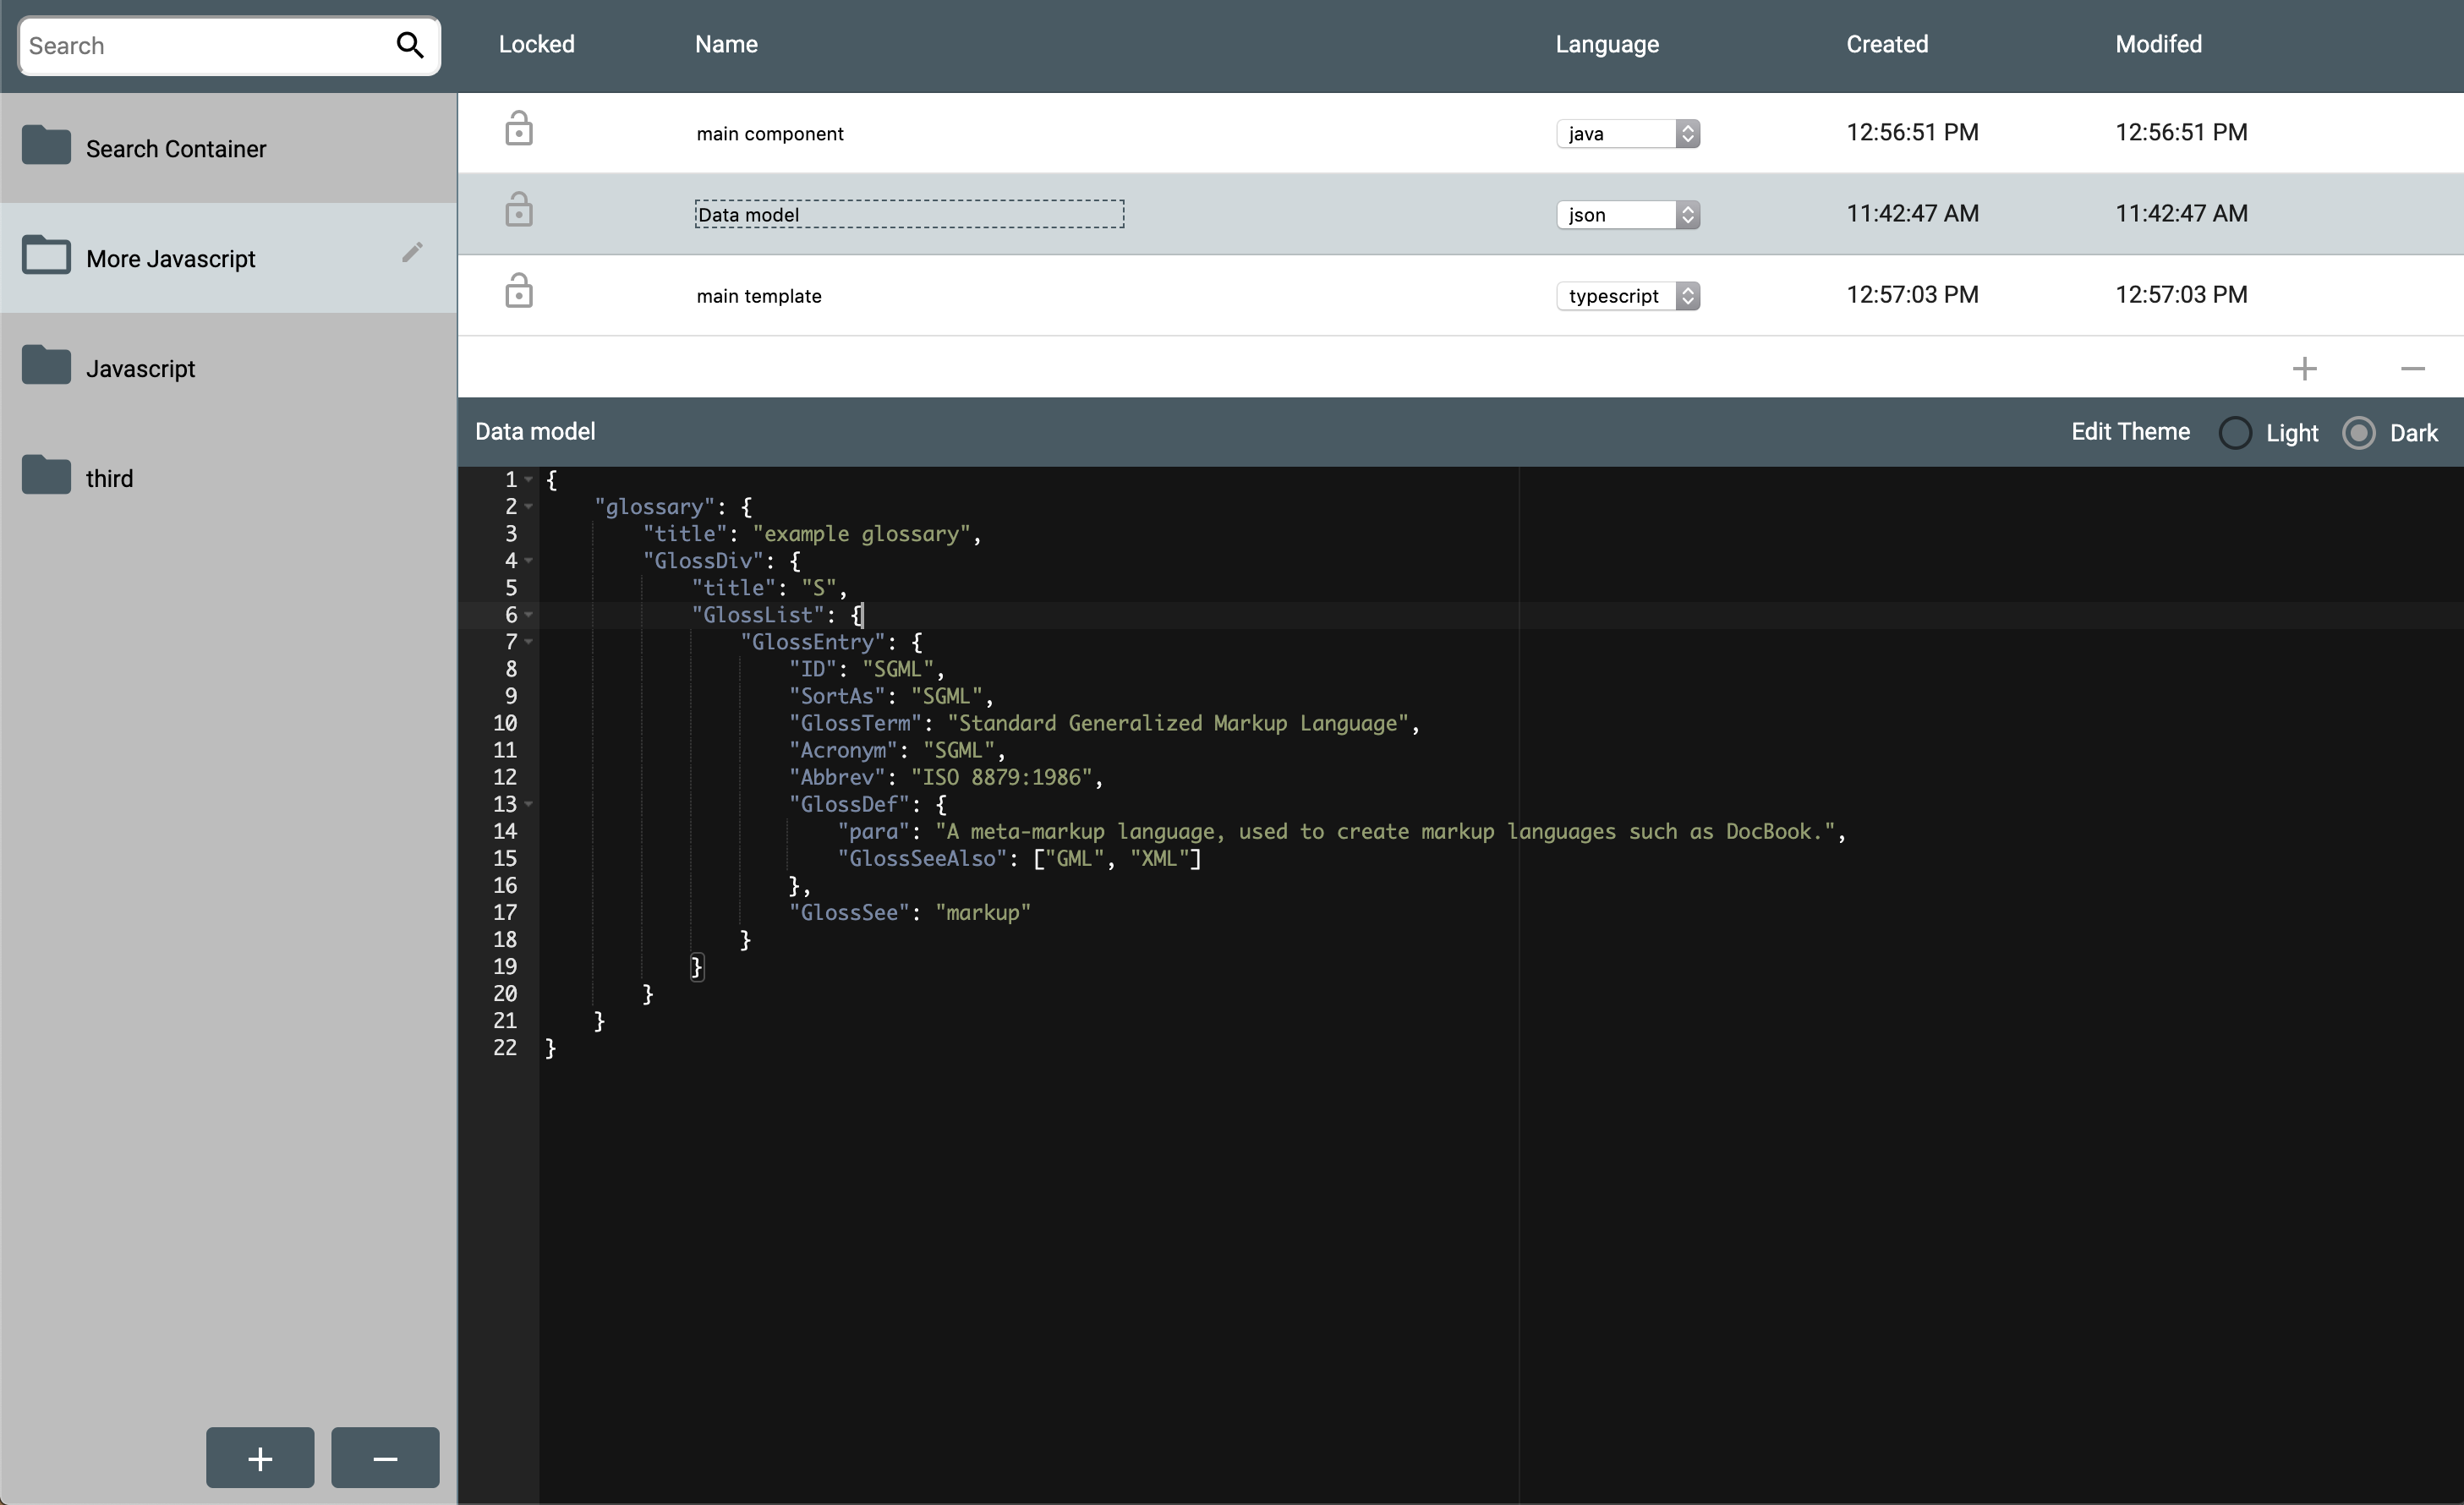 Search
Locked Name Language Created Modifed
Search Container
More Javascript
Javascript
third
main component java 12:56:51 PM 12:56:51 PM
Data model json 11:42:47 AM 11:42:47 AM
main template typescript 12:57:03 PM 12:57:03 PM
+ −
Data model Edit Theme Light Dark
1 {
2     "glossary": {
3         "title": "example glossary",
4         "GlossDiv": {
5             "title": "S",
6             "GlossList": {
7                 "GlossEntry": {
8                     "ID": "SGML",
9                     "SortAs": "SGML",
10                     "GlossTerm": "Standard Generalized Markup Language",
11                     "Acronym": "SGML",
12                     "Abbrev": "ISO 8879:1986",
13                     "GlossDef": {
14                         "para": "A meta-markup language, used to create markup languages such as DocBook.",
15                         "GlossSeeAlso": ["GML", "XML"]
16                     },
17                     "GlossSee": "markup"
18                 }
19             }
20         }
21     }
22 }
+ −